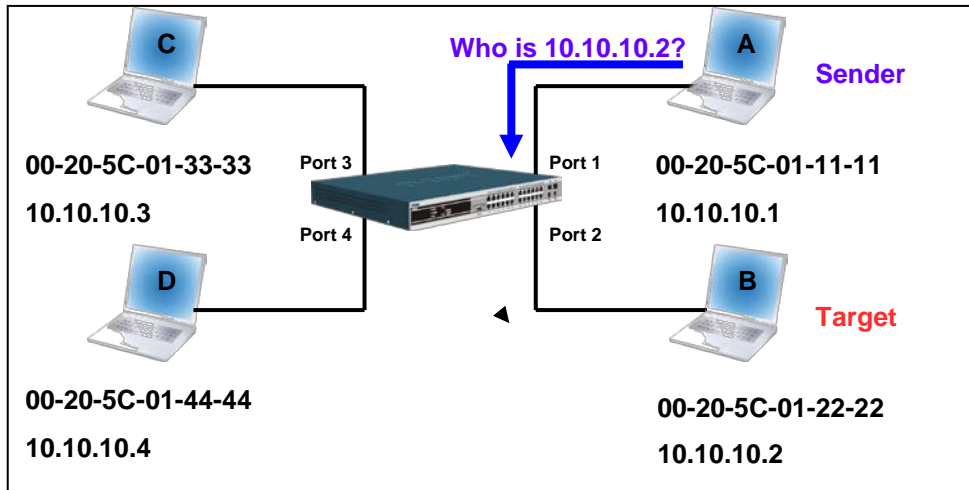 C
Who is 10.10.10.2?
A
Sender
00-20-5C-01-33-33
Port 3
Port 1
00-20-5C-01-11-11
10.10.10.3
10.10.10.1
Port 4
Port 2
D
B
Target
00-20-5C-01-44-44
00-20-5C-01-22-22
10.10.10.4
10.10.10.2